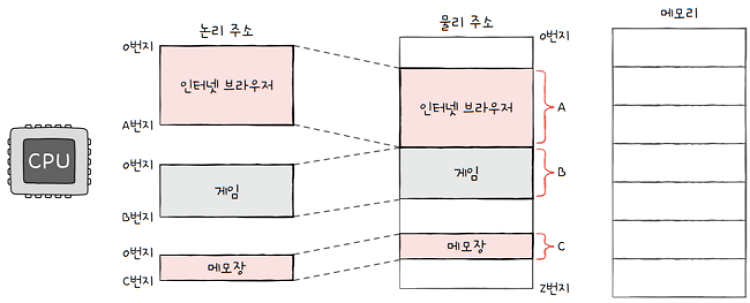 논리 주소
물리 주소
메모리
0번지
인터넷 브라우저
A번지
0번지
게임
B번지
0번지
메모장
C번지
CPU
0번지
인터넷 브라우저
A
게임
B
메모장
C
Z번지